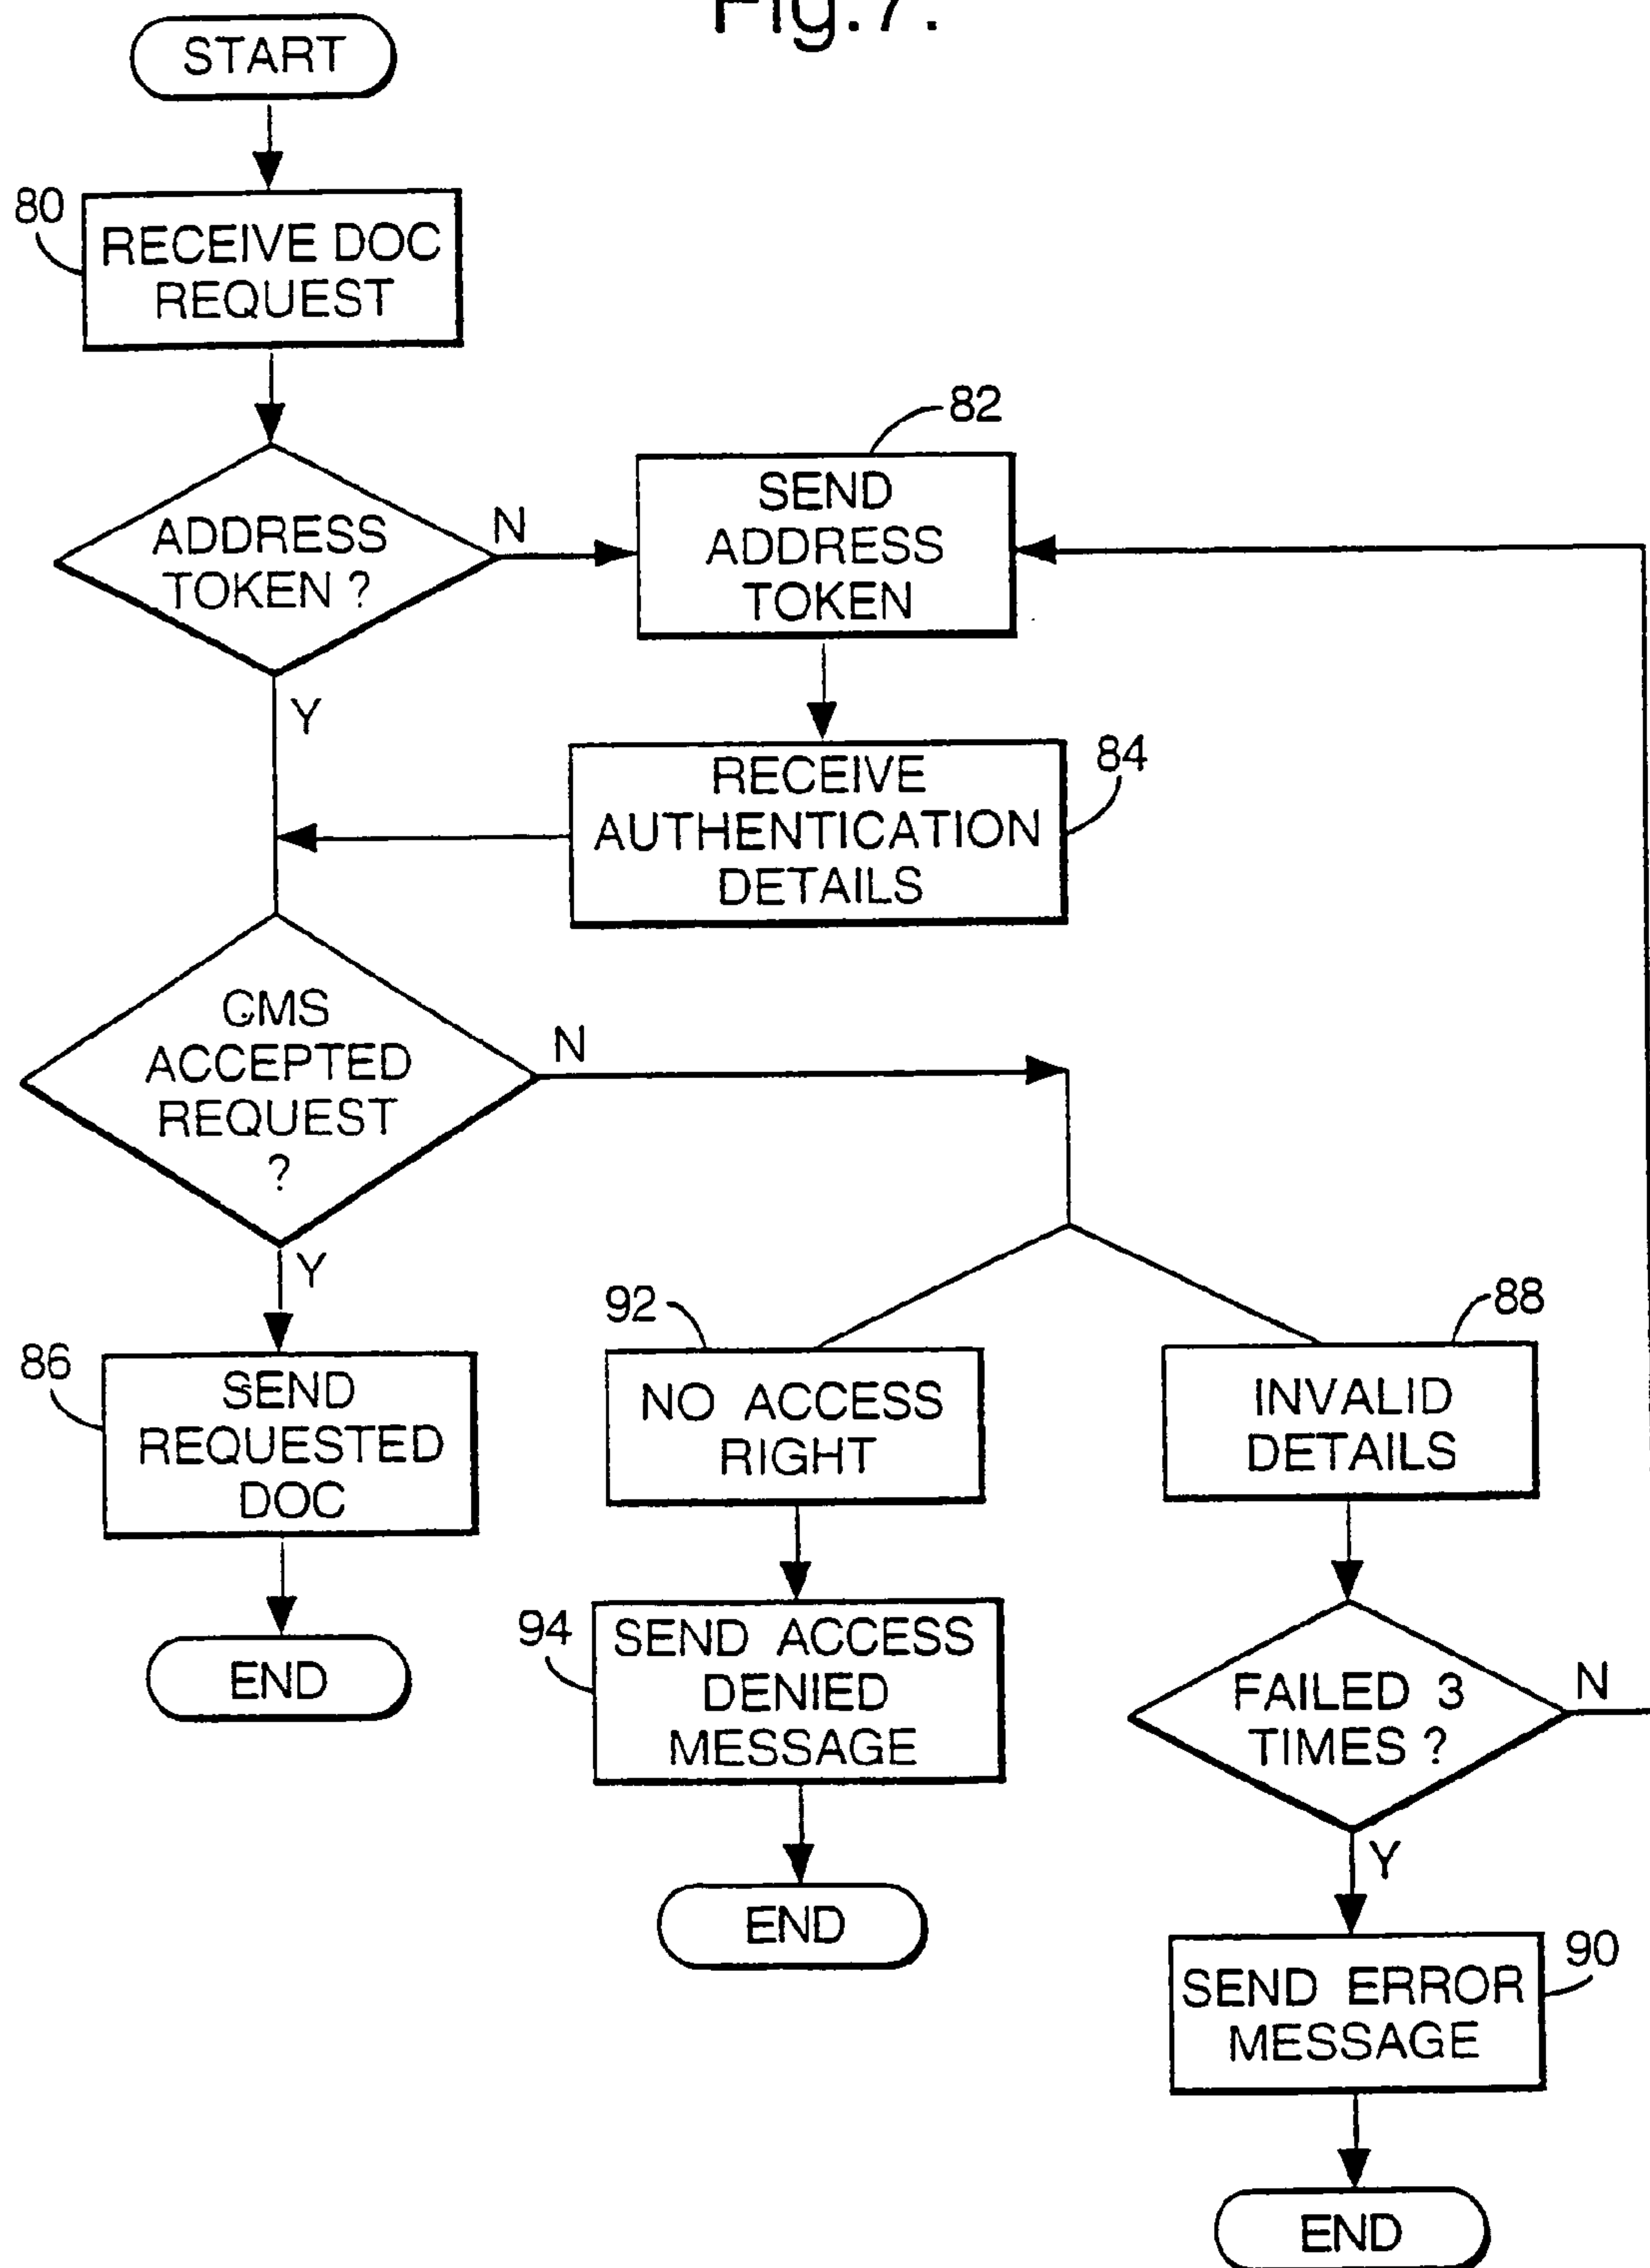 Fig.7.
START
80
RECEIVE DOC
REQUEST
82
ADDRESS
TOKEN ?
N
SEND
ADDRESS
TOKEN
Y
84
RECEIVE
AUTHENTICATION
DETAILS
CMS
ACCEPTED
REQUEST
?
N
Y
86
SEND
REQUESTED
DOC
END
92
NO ACCESS
RIGHT
94
SEND ACCESS
DENIED
MESSAGE
END
88
INVALID
DETAILS
FAILED 3
TIMES ?
N
Y
90
SEND ERROR
MESSAGE
END